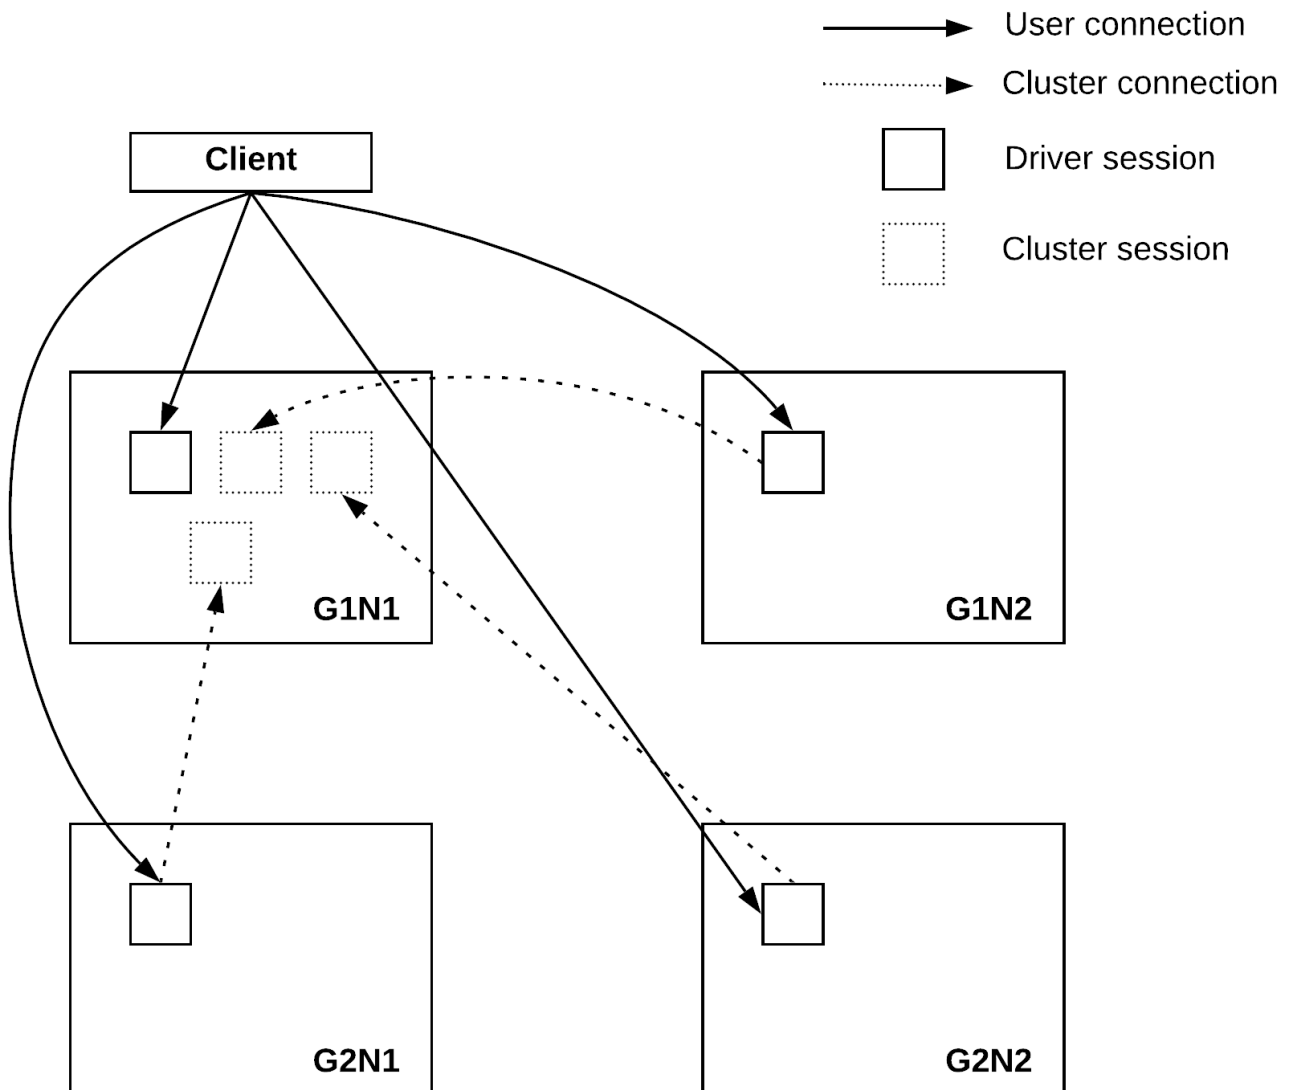 User connection
Cluster connection
Client
Driver session
Cluster session
G1N1
G1N2
G2N1
G2N2